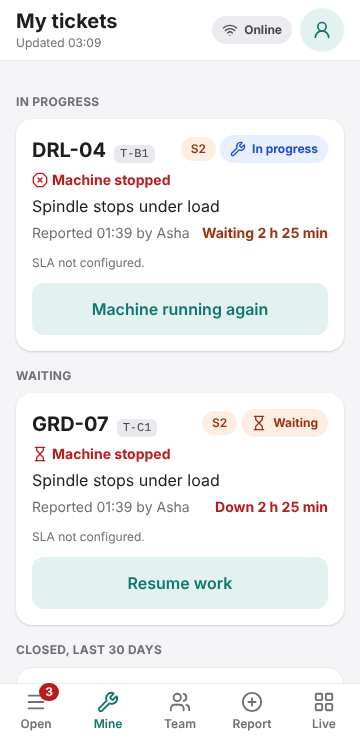 My tickets
Updated 03:09
Online
IN PROGRESS
DRL-04 T-B1 S2 In progress
Machine stopped
Spindle stops under load
Reported 01:39 by Asha Waiting 2 h 25 min
SLA not configured.
Machine running again
WAITING
GRD-07 T-C1 S2 Waiting
Machine stopped
Spindle stops under load
Reported 01:39 by Asha Down 2 h 25 min
SLA not configured.
Resume work
CLOSED, LAST 30 DAYS
3
Open Mine Team Report Live